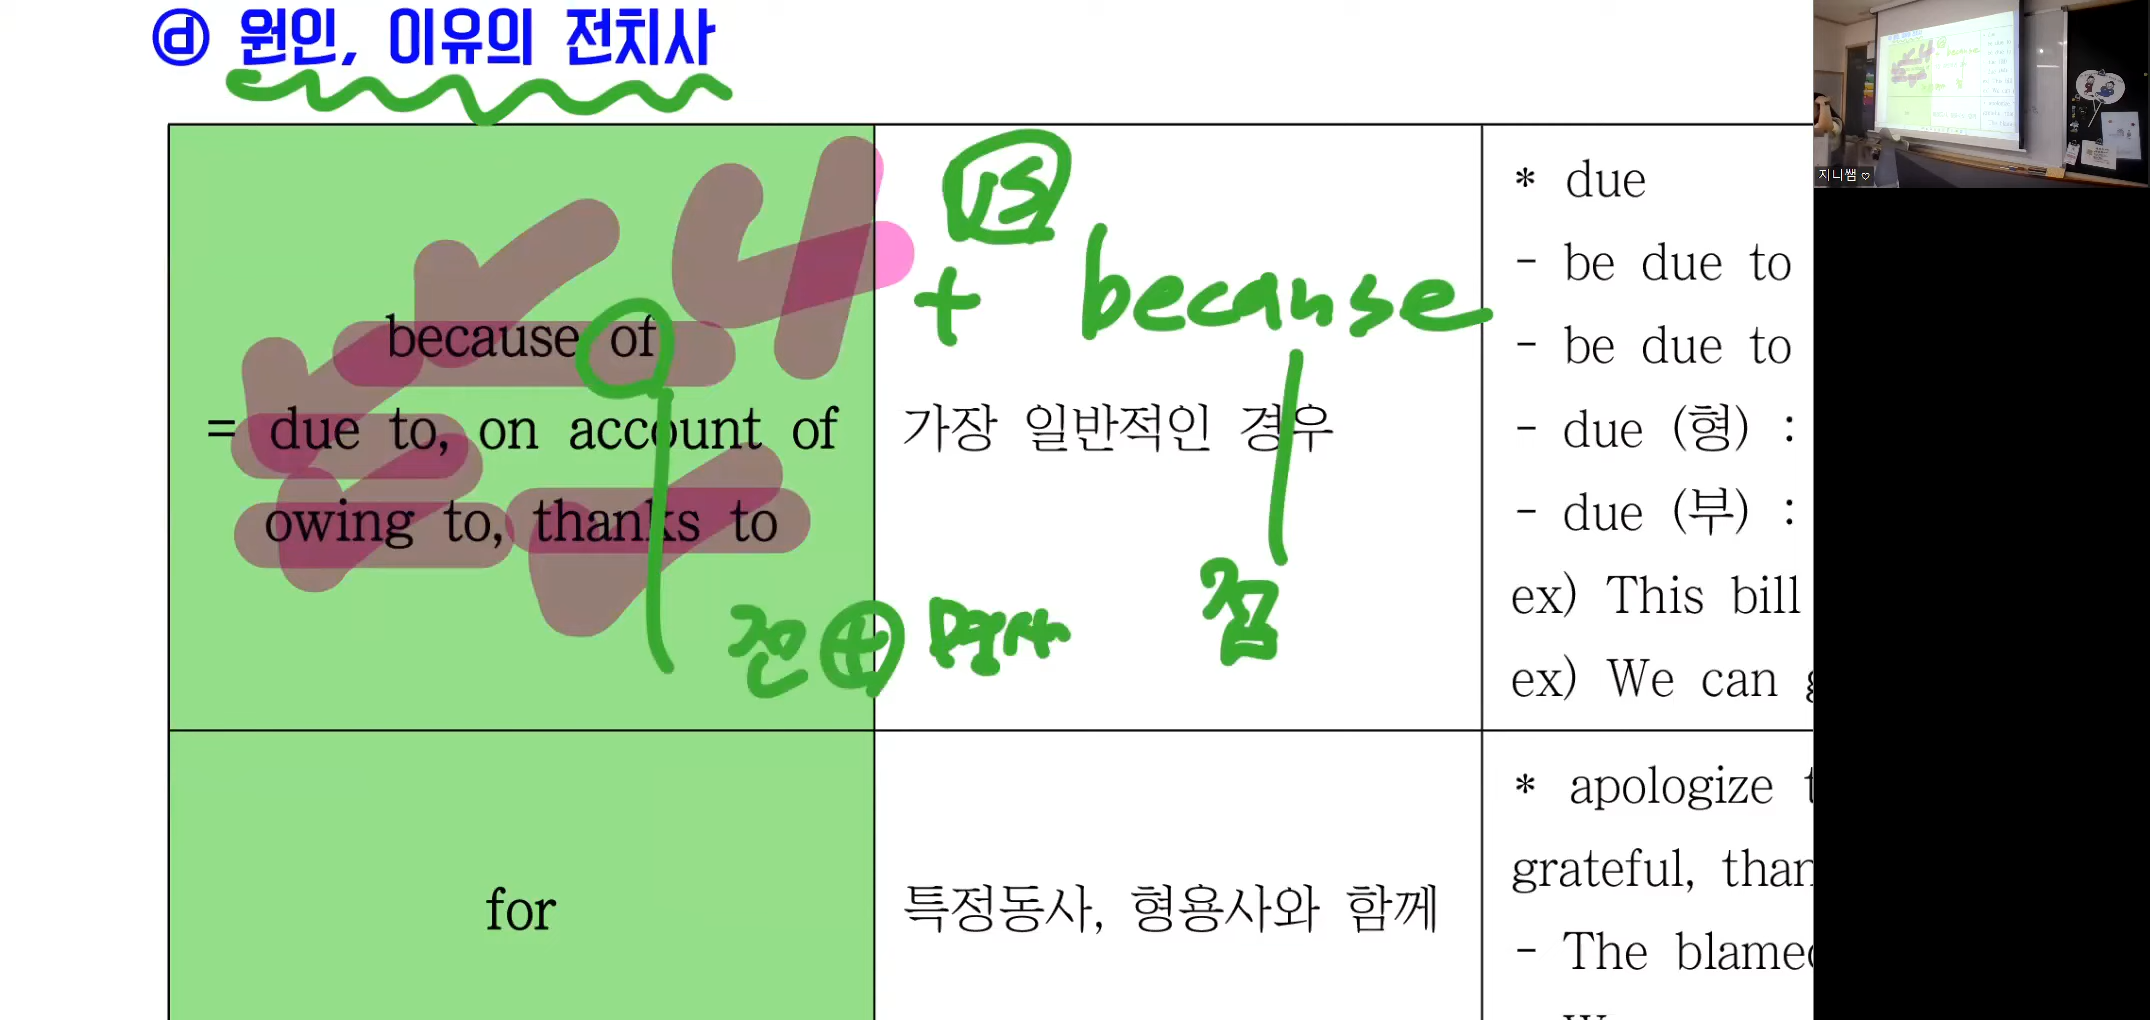 ⓓ 원인, 이유의 전치사
because of
= due to, on account of
owing to, thanks to
4
VS
+ because
가장 일반적인 경우
전 + 명사
접
* due
- be due to
- be due to
- due (형) :
- due (부) :
ex) This bill
ex) We can
for
특정동사, 형용사와 함께
* apologize
grateful,
- The
지니쌤 ♡